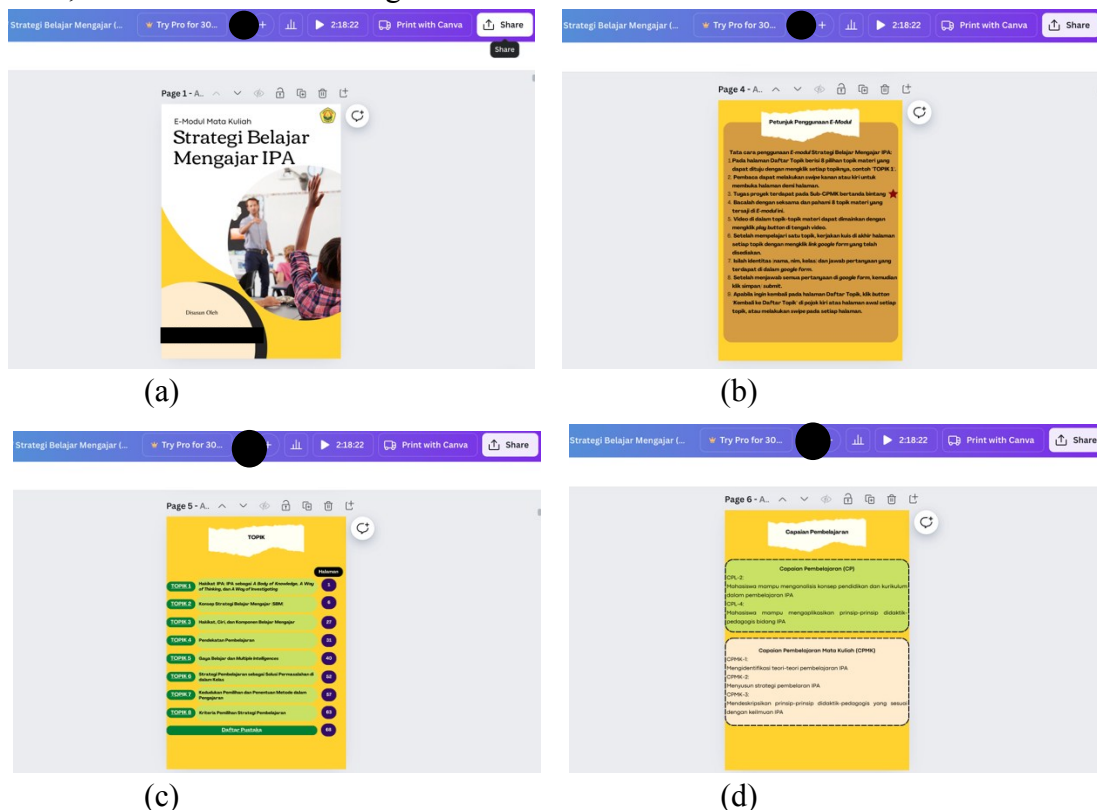 Strategi Belajar Mengajar (...
Try Pro for 30...
+
2:18:22
Print with Canva
Share
Share
Page 1 - A..
E-Modul Mata Kuliah
Strategi Belajar
Mengajar IPA
Disusun Oleh
(a)
Strategi Belajar Mengajar (...
Try Pro for 30...
+
2:18:22
Print with Canva
Share
Page 4 - A..
Petunjuk Penggunaan E-Modul
Tata cara penggunaan E-modul Strategi Belajar Mengajar IPA:
1. Pada halaman Daftar Topik berisi 8 pilihan topik materi yang
dapat dituju dengan mengklik setiap topiknya, contoh 'TOPIK 1'.
2. Pembaca dapat melakukan swipe kanan atau kiri untuk
membuka halaman demi halaman.
3. Tugas proyek terdapat pada Sub-CPMK bertanda bintang
4. Bacalah dengan seksama dan pahami 8 topik materi yang
tersaji di E-modul ini.
5. Video di dalam topik-topik materi dapat dimainkan dengan
mengklik play button di tengah video.
6. Setelah mempelajari satu topik, kerjakan kuis di akhir halaman
setiap topik dengan mengklik link google form yang telah
disediakan.
7. Isilah identitas (nama, nim, kelas) dan jawab pertanyaan yang
terdapat di dalam google form.
8. Setelah menjawab semua pertanyaan di google form, kemudian
klik simpan/ submit.
9. Apabila ingin kembali pada halaman Daftar Topik, klik button
'Kembali ke Daftar Topik' di pojok kiri atas halaman awal setiap
topik, atau melakukan swipe pada setiap halaman.
(b)
Strategi Belajar Mengajar (...
Try Pro for 30...
+
2:18:22
Print with Canva
Share
Page 5 - A..
TOPIK
Halaman
TOPIK 1 Hakikat IPA: IPA sebagai A Body of Knowledge, A Way
of Thinking, dan A Way of Investigating 1
TOPIK 2 Konsep Strategi Belajar Mengajar (SBM)
TOPIK 3 Hakikat, Ciri, dan Komponen Belajar Mengajar 27
TOPIK 4 Pendekatan Pembelajaran 31
TOPIK 5 Gaya Belajar dan Multiple Intelligences 40
TOPIK 6 Strategi Pembelajaran sebagai Solusi Permasalahan di
dalam Kelas 52
TOPIK 7 Kedudukan Pemilihan dan Penentuan Metode dalam
Pengajaran 57
TOPIK 8 Kriteria Pemilihan Strategi Pembelajaran 63
Daftar Pustaka 68
(c)
Strategi Belajar Mengajar (...
Try Pro for 30...
2:18:22
Print with Canva
Share
Page 6 - A..
Capaian Pembelajaran
Capaian Pembelajaran (CP)
CPL-2:
Mahasiswa mampu menganalisis konsep pendidikan dan kurikulum
dalam pembelajaran IPA
CPL-4:
Mahasiswa mampu mengaplikasikan prinsip-prinsip didaktik-
pedagogis bidang IPA
Capaian Pembelajaran Mata Kuliah (CPMK)
CPMK-1:
Mengidentifikasi teori-teori pembelajaran IPA
CPMK-2:
Menyusun strategi pembelaran IPA
CPMK-3:
Mendeskripsikan prinsip-prinsip didaktik-pedagogis yang sesuai
dengan keilmuan IPA
(d)